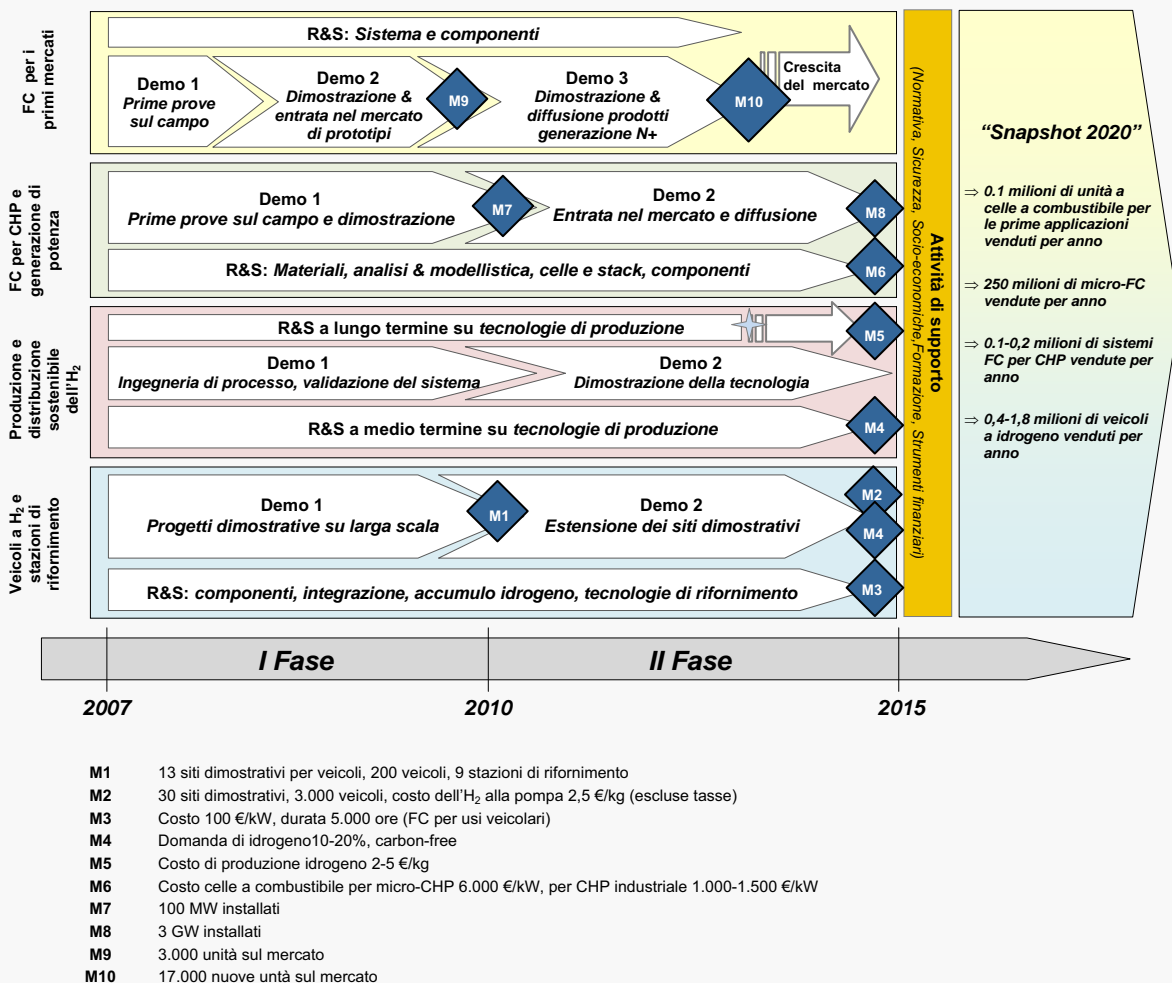 FC per i
primi mercati
R&S: Sistema e componenti
Demo 1
Prime prove
sul campo
Demo 2
Dimostrazione &
entrata nel mercato
di prototipi
M9
Demo 3
Dimostrazione &
diffusione prodotti
generazione N+
M10
Crescita
del mercato
FC per CHP e
generazione di
potenza
Demo 1
Prime prove sul campo e dimostrazione
M7
Demo 2
Entrata nel mercato e diffusione
M8
R&S: Materiali, analisi & modellistica, celle e stack, componenti
M6
Produzione e
distribuzione
sostenibile
dell'H2
R&S a lungo termine su tecnologie di produzione
M5
Demo 1
Ingegneria di processo, validazione del sistema
Demo 2
Dimostrazione della tecnologia
R&S a medio termine su tecnologie di produzione
M4
Veicoli a H2 e
stazioni di
rifornimento
Demo 1
Progetti dimostrative su larga scala
M1
Demo 2
Estensione dei siti dimostrativi
M2
M4
R&S: componenti, integrazione, accumulo idrogeno, tecnologie di rifornimento
M3
Attività di supporto
(Normativa, Sicurezza, Socio-economiche,Formazione, Strumenti finanziari)
“Snapshot 2020”
⇒ 0.1 milioni di unità a
celle a combustibile per
le prime applicazioni
venduti per anno
⇒ 250 milioni di micro-FC
vendute per anno
⇒ 0.1-0,2 milioni di sistemi
FC per CHP vendute per
anno
⇒ 0,4-1,8 milioni di veicoli
a idrogeno venduti per
anno
I Fase
II Fase
2007
2010
2015
M1 13 siti dimostrativi per veicoli, 200 veicoli, 9 stazioni di rifornimento
M2 30 siti dimostrativi, 3.000 veicoli, costo dell'H2 alla pompa 2,5 €/kg (escluse tasse)
M3 Costo 100 €/kW, durata 5.000 ore (FC per usi veicolari)
M4 Domanda di idrogeno10-20%, carbon-free
M5 Costo di produzione idrogeno 2-5 €/kg
M6 Costo celle a combustibile per micro-CHP 6.000 €/kW, per CHP industriale 1.000-1.500 €/kW
M7 100 MW installati
M8 3 GW installati
M9 3.000 unità sul mercato
M10 17.000 nuove untà sul mercato